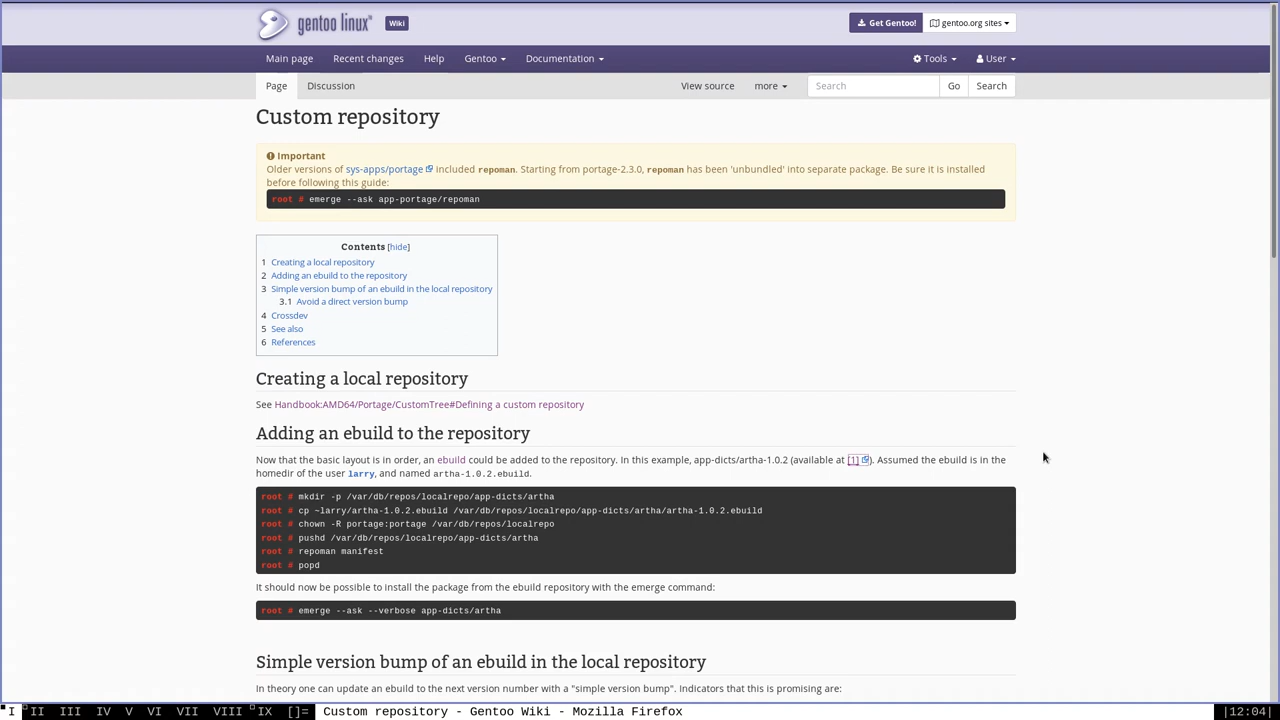 gentoo linux™ Wiki
Get Gentoo! gentoo.org sites
Main page Recent changes Help Gentoo Documentation Tools User
Page Discussion View source more Search Go Search
Custom repository
Important
Older versions of sys-apps/portage included repoman. Starting from portage-2.3.0, repoman has been 'unbundled' into separate package. Be sure it is installed
before following this guide:
root # emerge --ask app-portage/repoman
Contents [hide]
1 Creating a local repository
2 Adding an ebuild to the repository
3 Simple version bump of an ebuild in the local repository
3.1 Avoid a direct version bump
4 Crossdev
5 See also
6 References
Creating a local repository
See Handbook:AMD64/Portage/CustomTree#Defining a custom repository
Adding an ebuild to the repository
Now that the basic layout is in order, an ebuild could be added to the repository. In this example, app-dicts/artha-1.0.2 (available at [1]). Assumed the ebuild is in the
homedir of the user larry, and named artha-1.0.2.ebuild.
root # mkdir -p /var/db/repos/localrepo/app-dicts/artha
root # cp ~larry/artha-1.0.2.ebuild /var/db/repos/localrepo/app-dicts/artha/artha-1.0.2.ebuild
root # chown -R portage:portage /var/db/repos/localrepo
root # pushd /var/db/repos/localrepo/app-dicts/artha
root # repoman manifest
root # popd
It should now be possible to install the package from the ebuild repository with the emerge command:
root # emerge --ask --verbose app-dicts/artha
Simple version bump of an ebuild in the local repository
In theory one can update an ebuild to the next version number with a "simple version bump". Indicators that this is promising are:
I II III IV V VI VII VIII IX []= Custom repository - Gentoo Wiki - Mozilla Firefox |12:04|